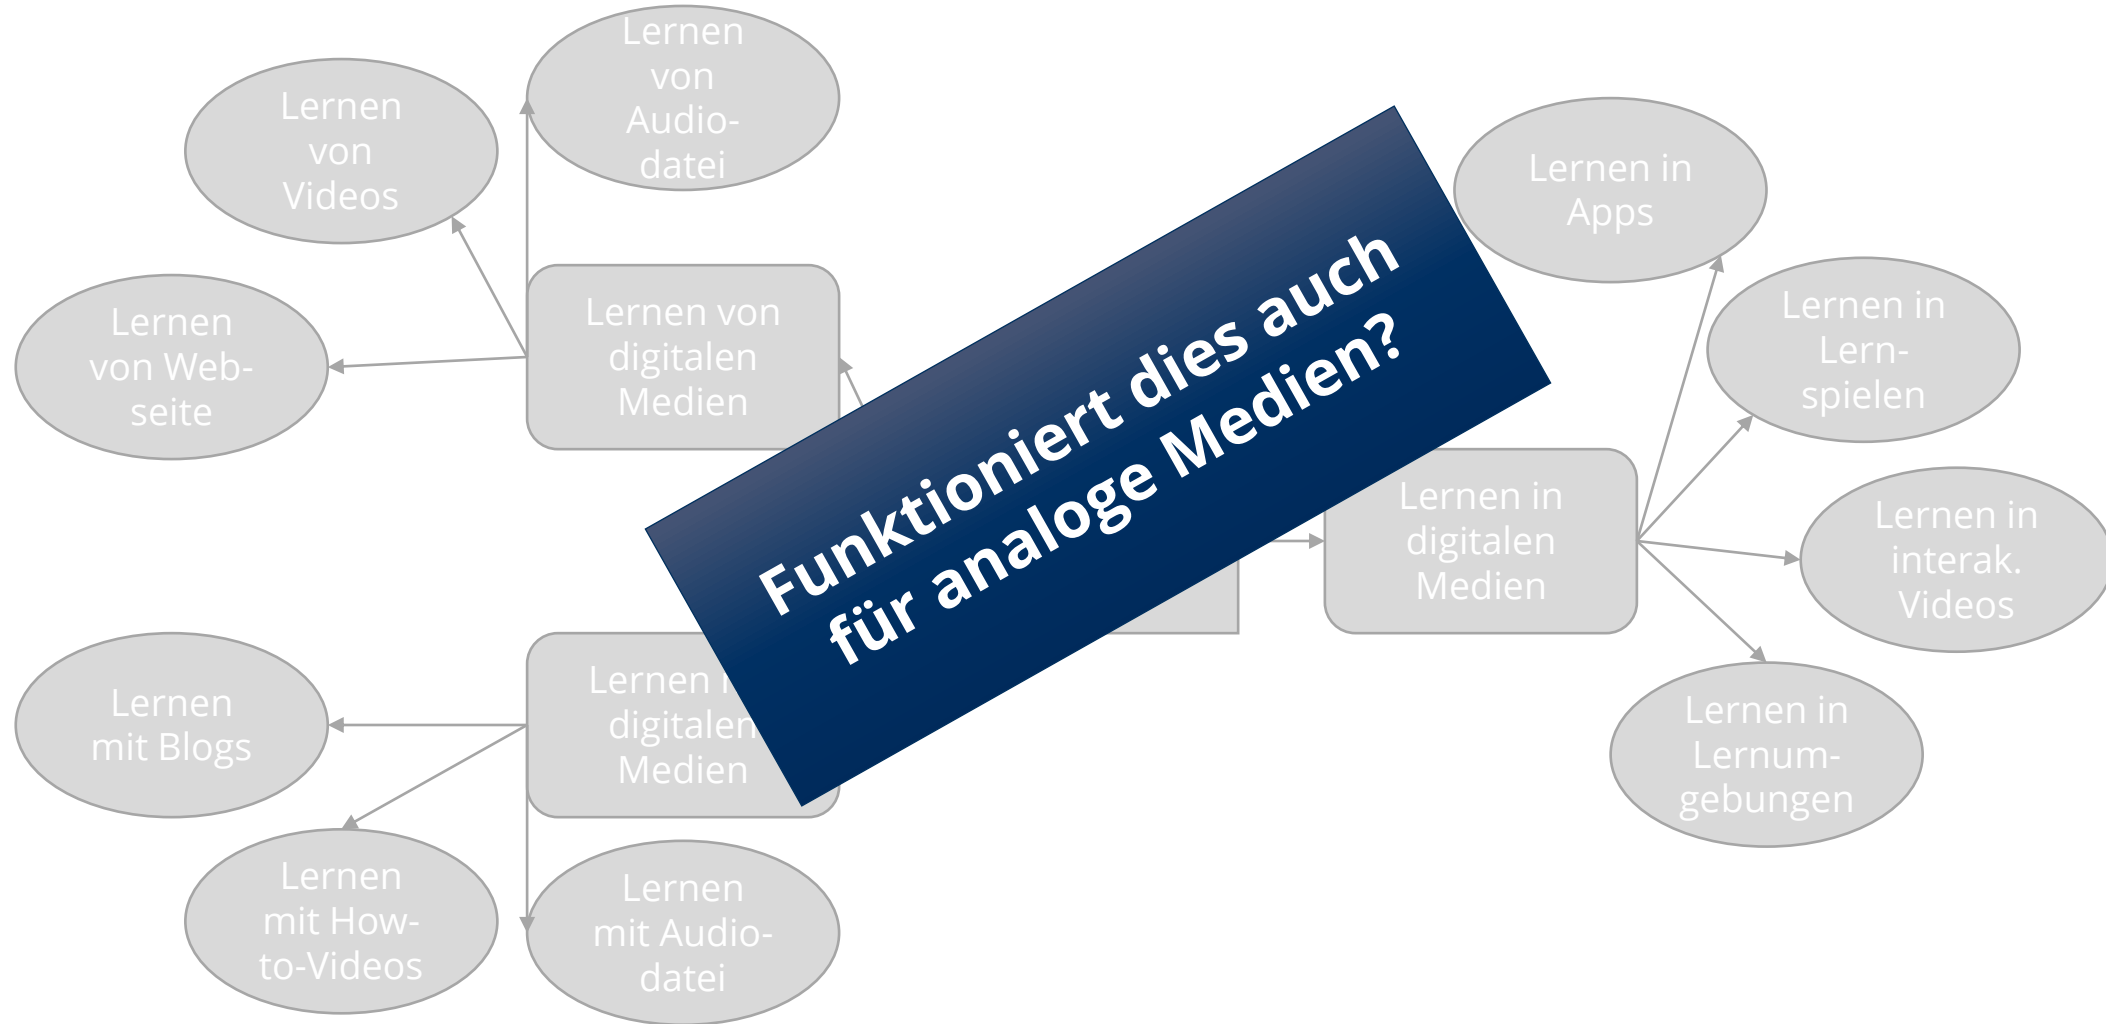 Lernen
von
Audio-
datei
Lernen
von
Videos
Lernen
von Web-
seite
Lernen von
digitalen
Medien
Funktioniert dies auch
für analoge Medien?
Lernen in
Apps
Lernen in
Lern-
spielen
Lernen in
digitalen
Medien
Lernen in
interak.
Videos
Lernen in
Lernum-
gebungen
Lernen
digitalen
Medien
Lernen
mit Blogs
Lernen
mit How-
to-Videos
Lernen
mit Audio-
datei